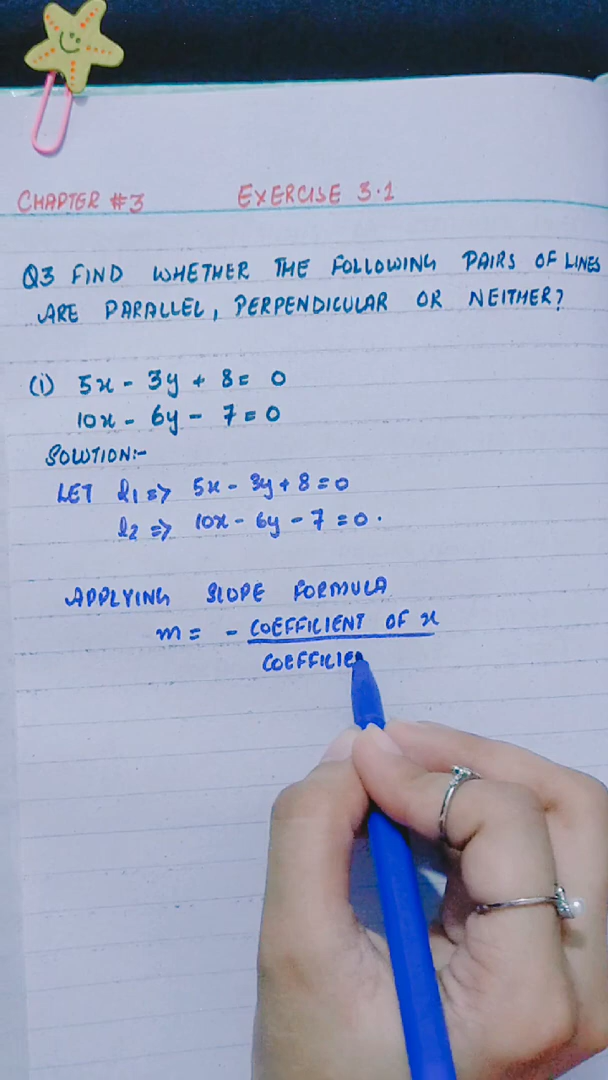 CHAPTER #3 EXERCISE 3.1
Q3 FIND WHETHER THE FOLLOWING PAIRS OF LINES
ARE PARALLEL, PERPENDICULAR OR NEITHER?
(i) 5x - 3y + 8 = 0
10x - 6y - 7 = 0
SOLUTION:-
LET l1 => 5x - 3y + 8 = 0
l2 => 10x - 6y - 7 = 0.
APPLYING SLOPE FORMULA
m = - COEFFICIENT OF x
COEFFICIEN